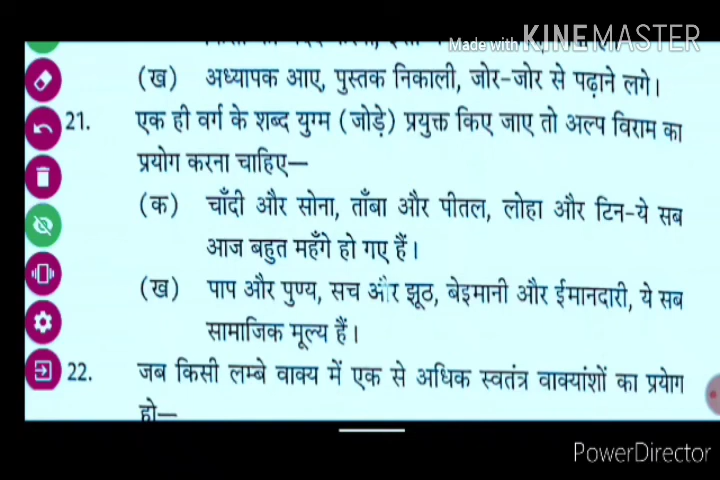 Made with KINEMASTER
(ख) अध्यापक आए, पुस्तक निकाली, जोर-जोर से पढ़ाने लगे।
21. एक ही वर्ग के शब्द युग्म (जोड़े) प्रयुक्त किए जाए तो अल्प विराम का
प्रयोग करना चाहिए—
(क) चाँदी और सोना, ताँबा और पीतल, लोहा और टिन-ये सब
आज बहुत महँगे हो गए हैं।
(ख) पाप और पुण्य, सच और झूठ, बेइमानी और ईमानदारी, ये सब
सामाजिक मूल्य हैं।
22. जब किसी लम्बे वाक्य में एक से अधिक स्वतंत्र वाक्यांशों का प्रयोग
हो—
PowerDirector